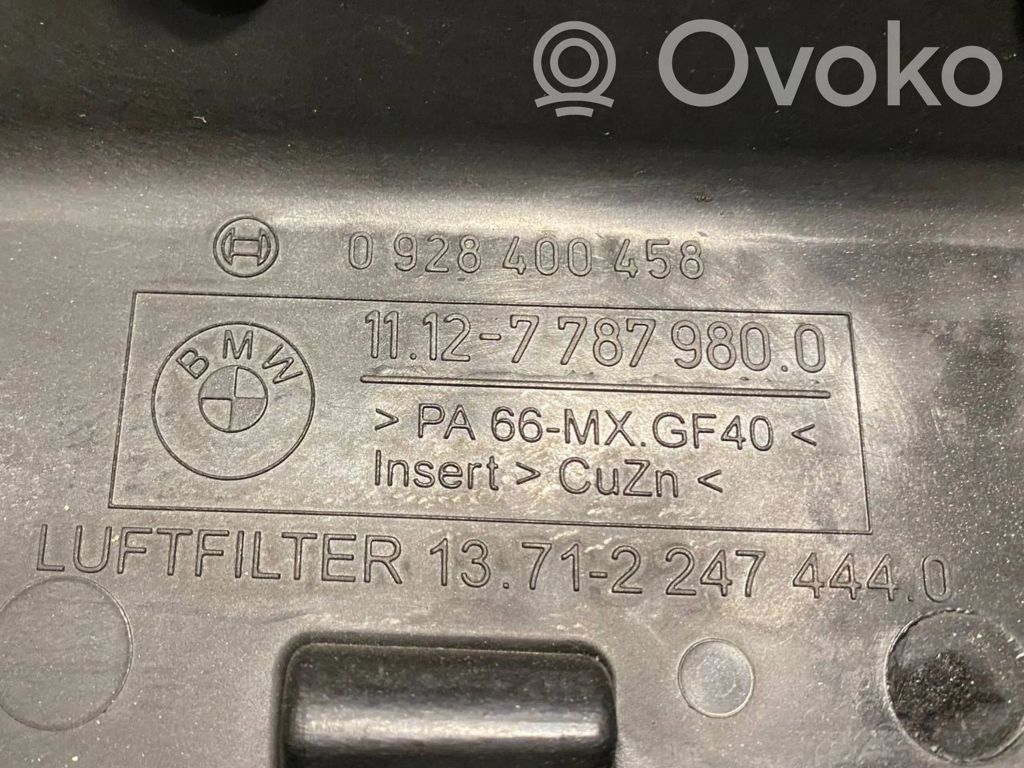 Ovoko
0 928 400 458
BMW
11.12-7 787 980.0
> PA 66-MX.GF40 <
Insert > CuZn <
LUFTFILTER 13.71-2 247 444.0